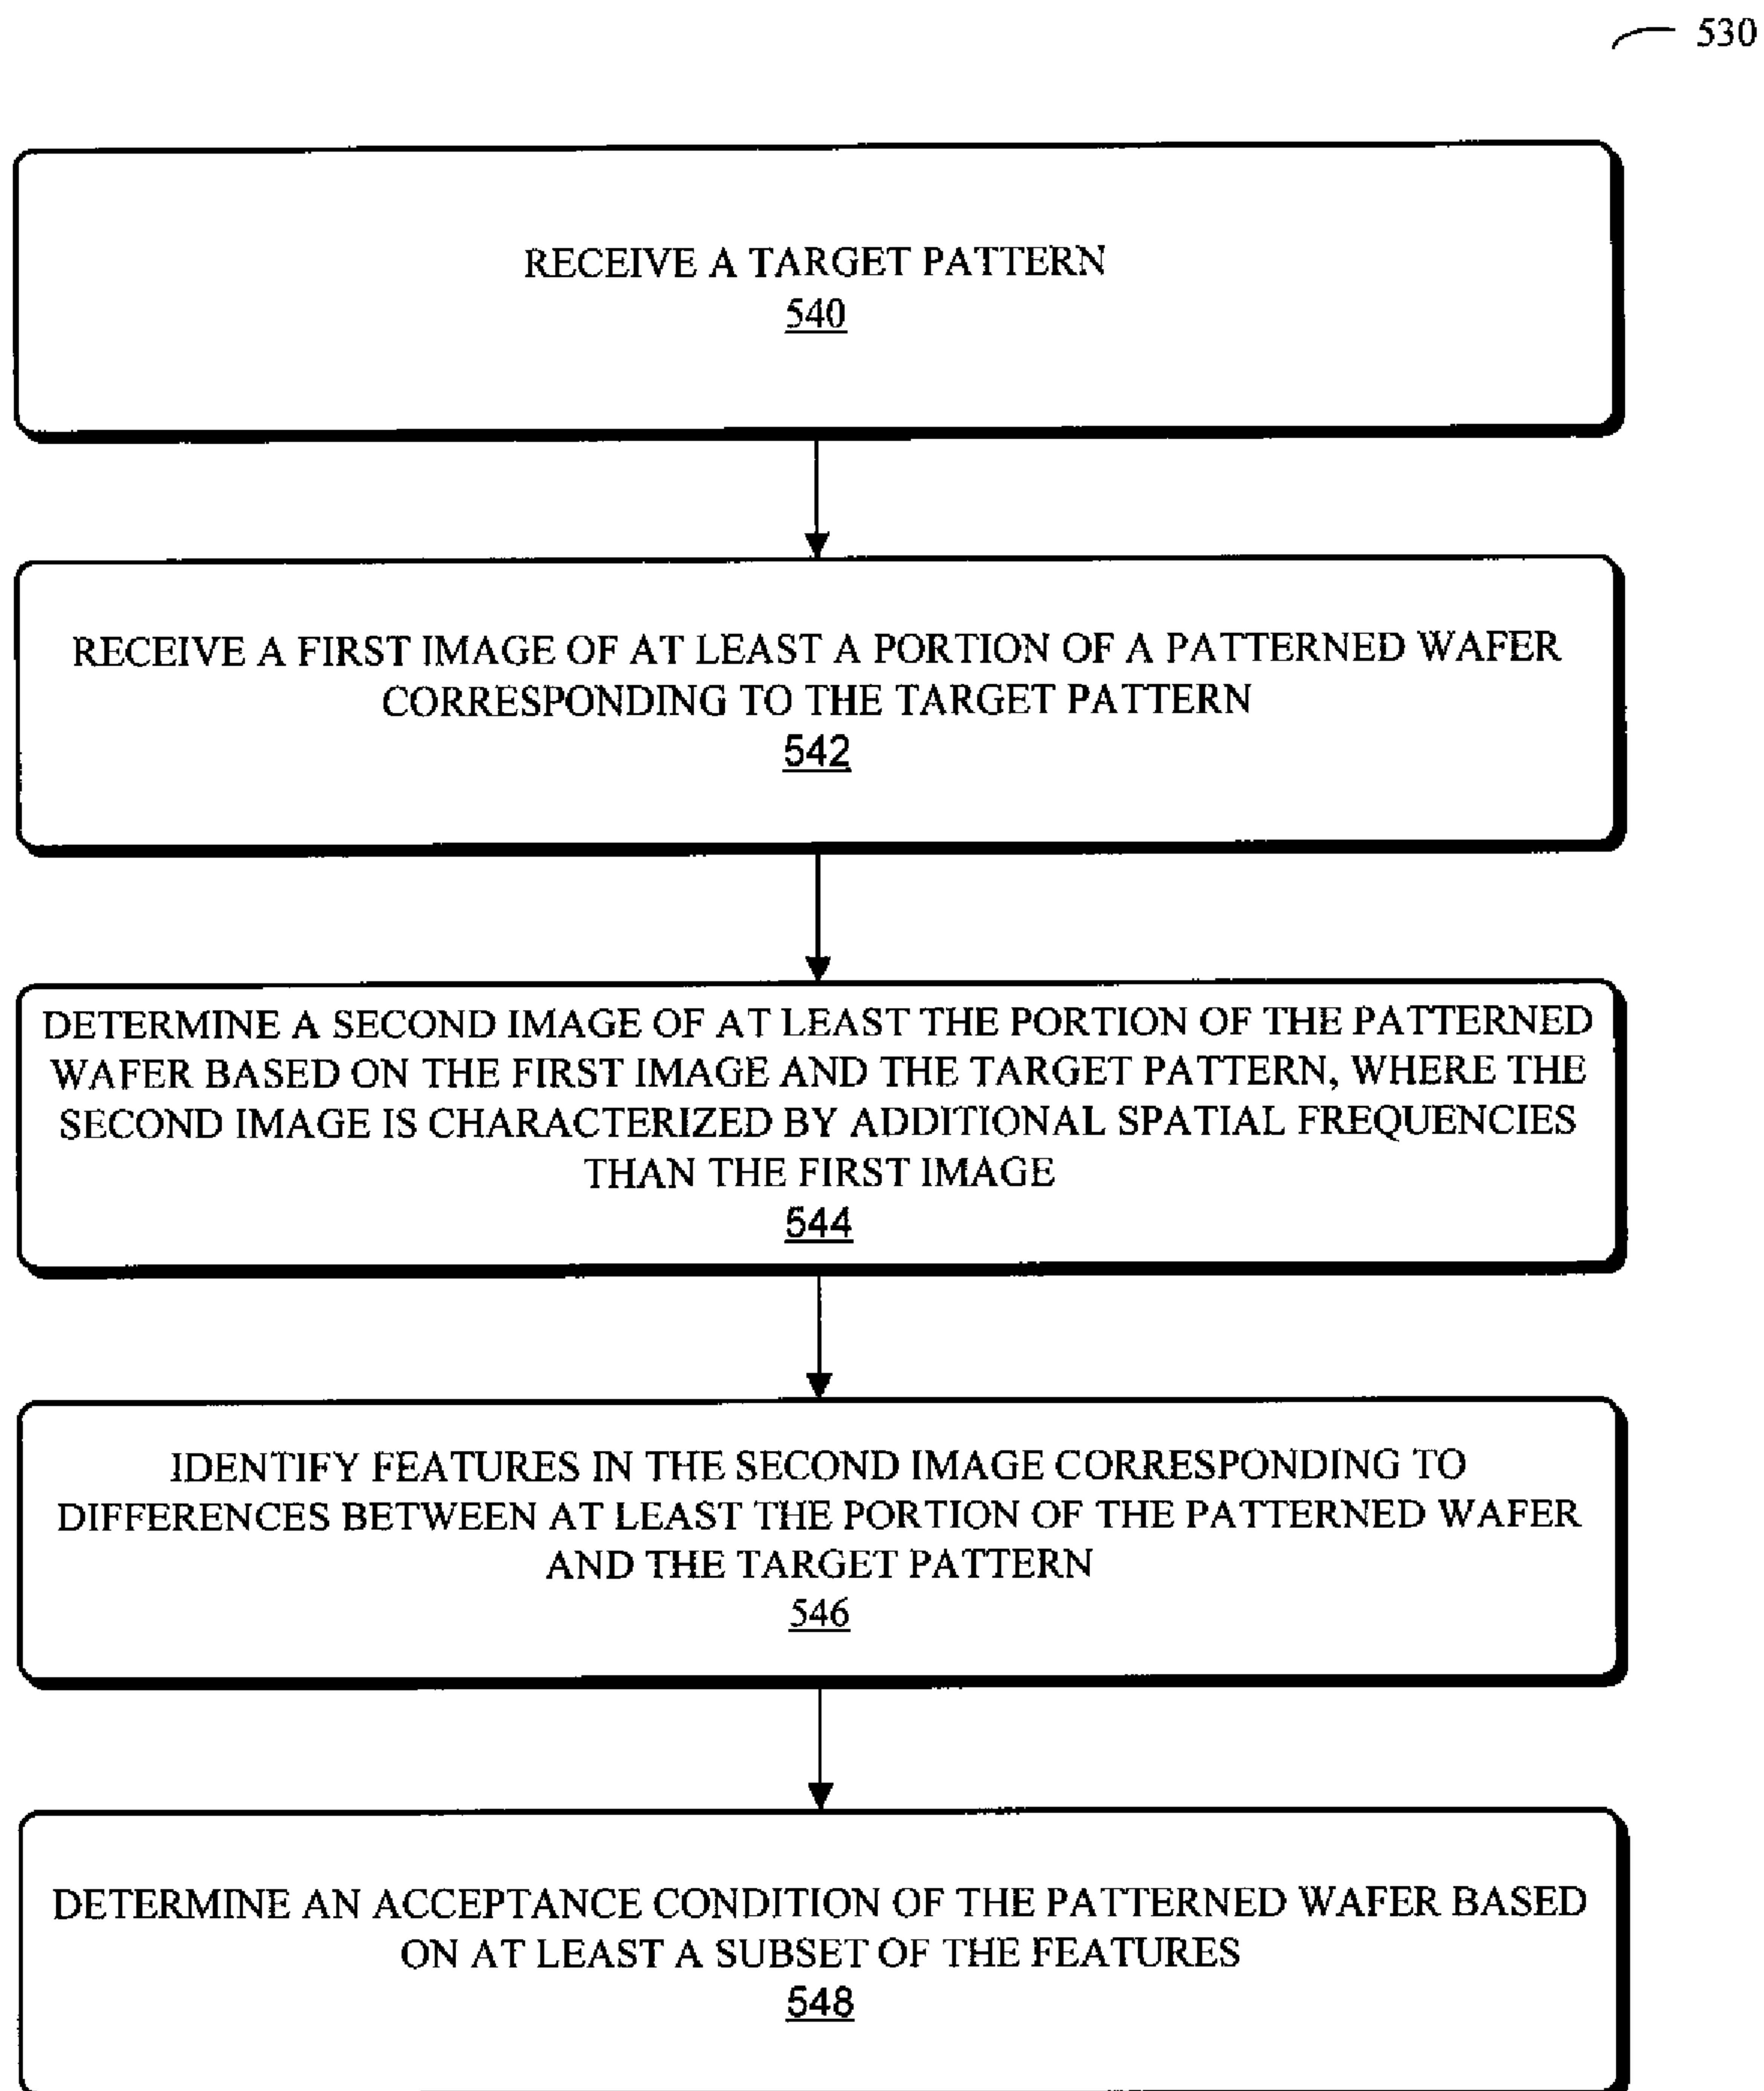 530
RECEIVE A TARGET PATTERN
540
RECEIVE A FIRST IMAGE OF AT LEAST A PORTION OF A PATTERNED WAFER
CORRESPONDING TO THE TARGET PATTERN
542
DETERMINE A SECOND IMAGE OF AT LEAST THE PORTION OF THE PATTERNED
WAFER BASED ON THE FIRST IMAGE AND THE TARGET PATTERN, WHERE THE
SECOND IMAGE IS CHARACTERIZED BY ADDITIONAL SPATIAL FREQUENCIES
THAN THE FIRST IMAGE
544
IDENTIFY FEATURES IN THE SECOND IMAGE CORRESPONDING TO
DIFFERENCES BETWEEN AT LEAST THE PORTION OF THE PATTERNED WAFER
AND THE TARGET PATTERN
546
DETERMINE AN ACCEPTANCE CONDITION OF THE PATTERNED WAFER BASED
ON AT LEAST A SUBSET OF THE FEATURES
548